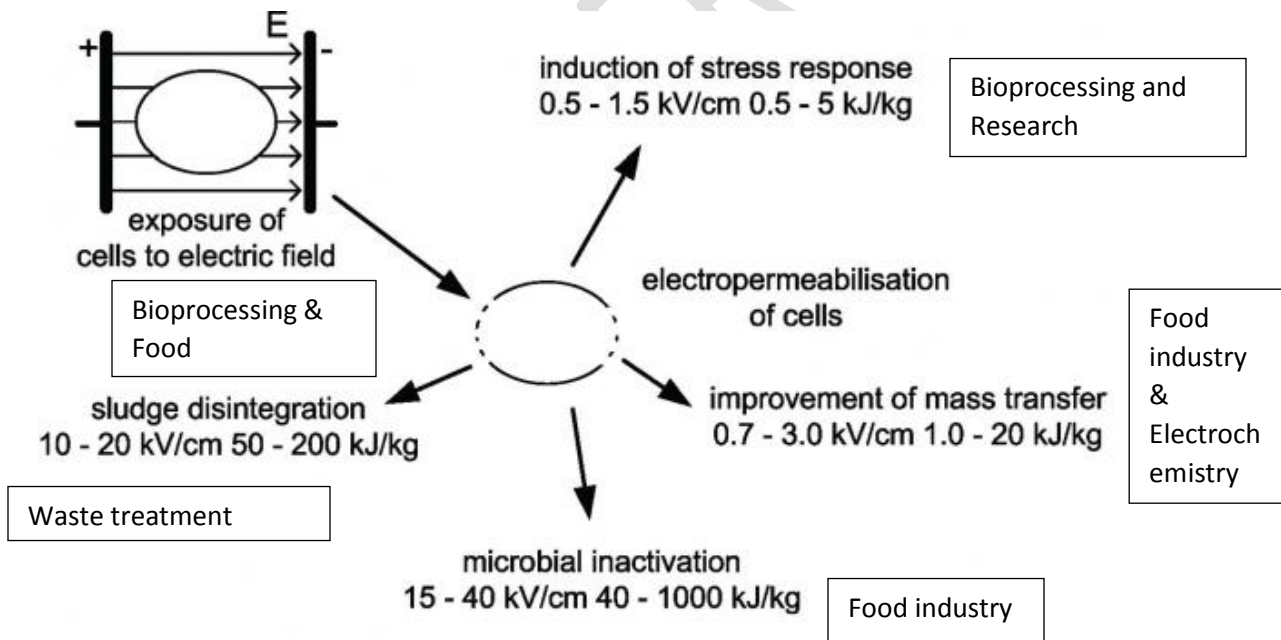 +
E
-
exposure of
cells to electric field
Bioprocessing &
Food
induction of stress response
0.5 - 1.5 kV/cm 0.5 - 5 kJ/kg
Bioprocessing and
Research
electropermeabilisation
of cells
sludge disintegration
10 - 20 kV/cm 50 - 200 kJ/kg
Waste treatment
improvement of mass transfer
0.7 - 3.0 kV/cm 1.0 - 20 kJ/kg
Food
industry
&
Electroch
emistry
microbial inactivation
15 - 40 kV/cm 40 - 1000 kJ/kg
Food industry